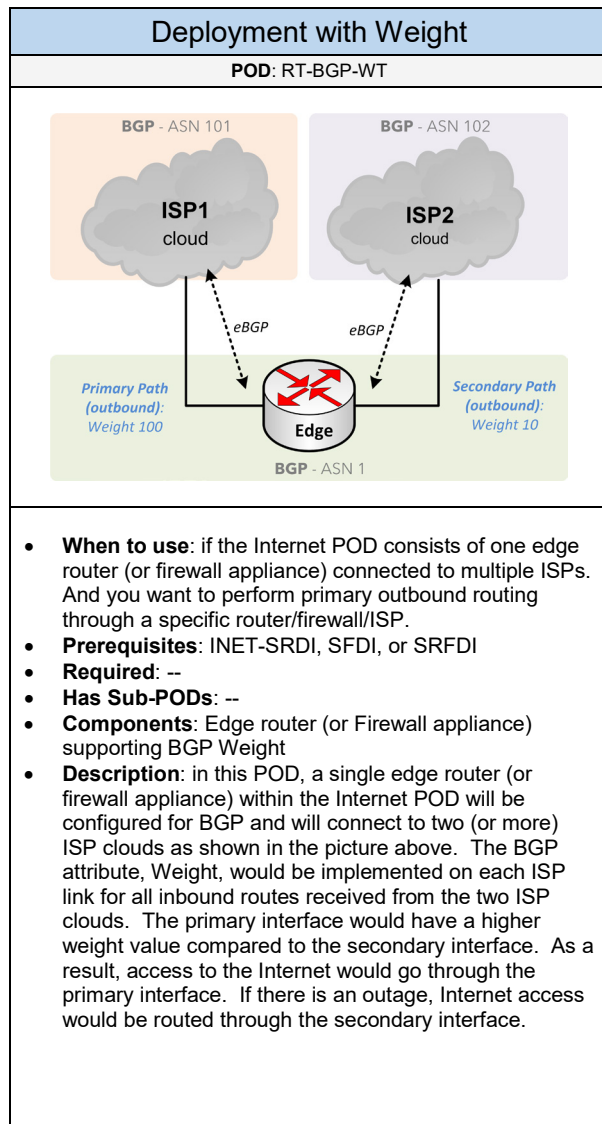 Deployment with Weight
POD: RT-BGP-WT
BGP - ASN 101
BGP - ASN 102
ISP1
cloud
ISP2
cloud
eBGP
eBGP
Primary Path
(outbound):
Weight 100
Secondary Path
(outbound):
Weight 10
Edge
BGP - ASN 1
• When to use: if the Internet POD consists of one edge
router (or firewall appliance) connected to multiple ISPs.
And you want to perform primary outbound routing
through a specific router/firewall/ISP.
• Prerequisites: INET-SRDI, SFDI, or SRFDI
• Required: --
• Has Sub-PODs: --
• Components: Edge router (or Firewall appliance)
supporting BGP Weight
• Description: in this POD, a single edge router (or
firewall appliance) within the Internet POD will be
configured for BGP and will connect to two (or more)
ISP clouds as shown in the picture above.  The BGP
attribute, Weight, would be implemented on each ISP
link for all inbound routes received from the two ISP
clouds.  The primary interface would have a higher
weight value compared to the secondary interface.  As a
result, access to the Internet would go through the
primary interface.  If there is an outage, Internet access
would be routed through the secondary interface.